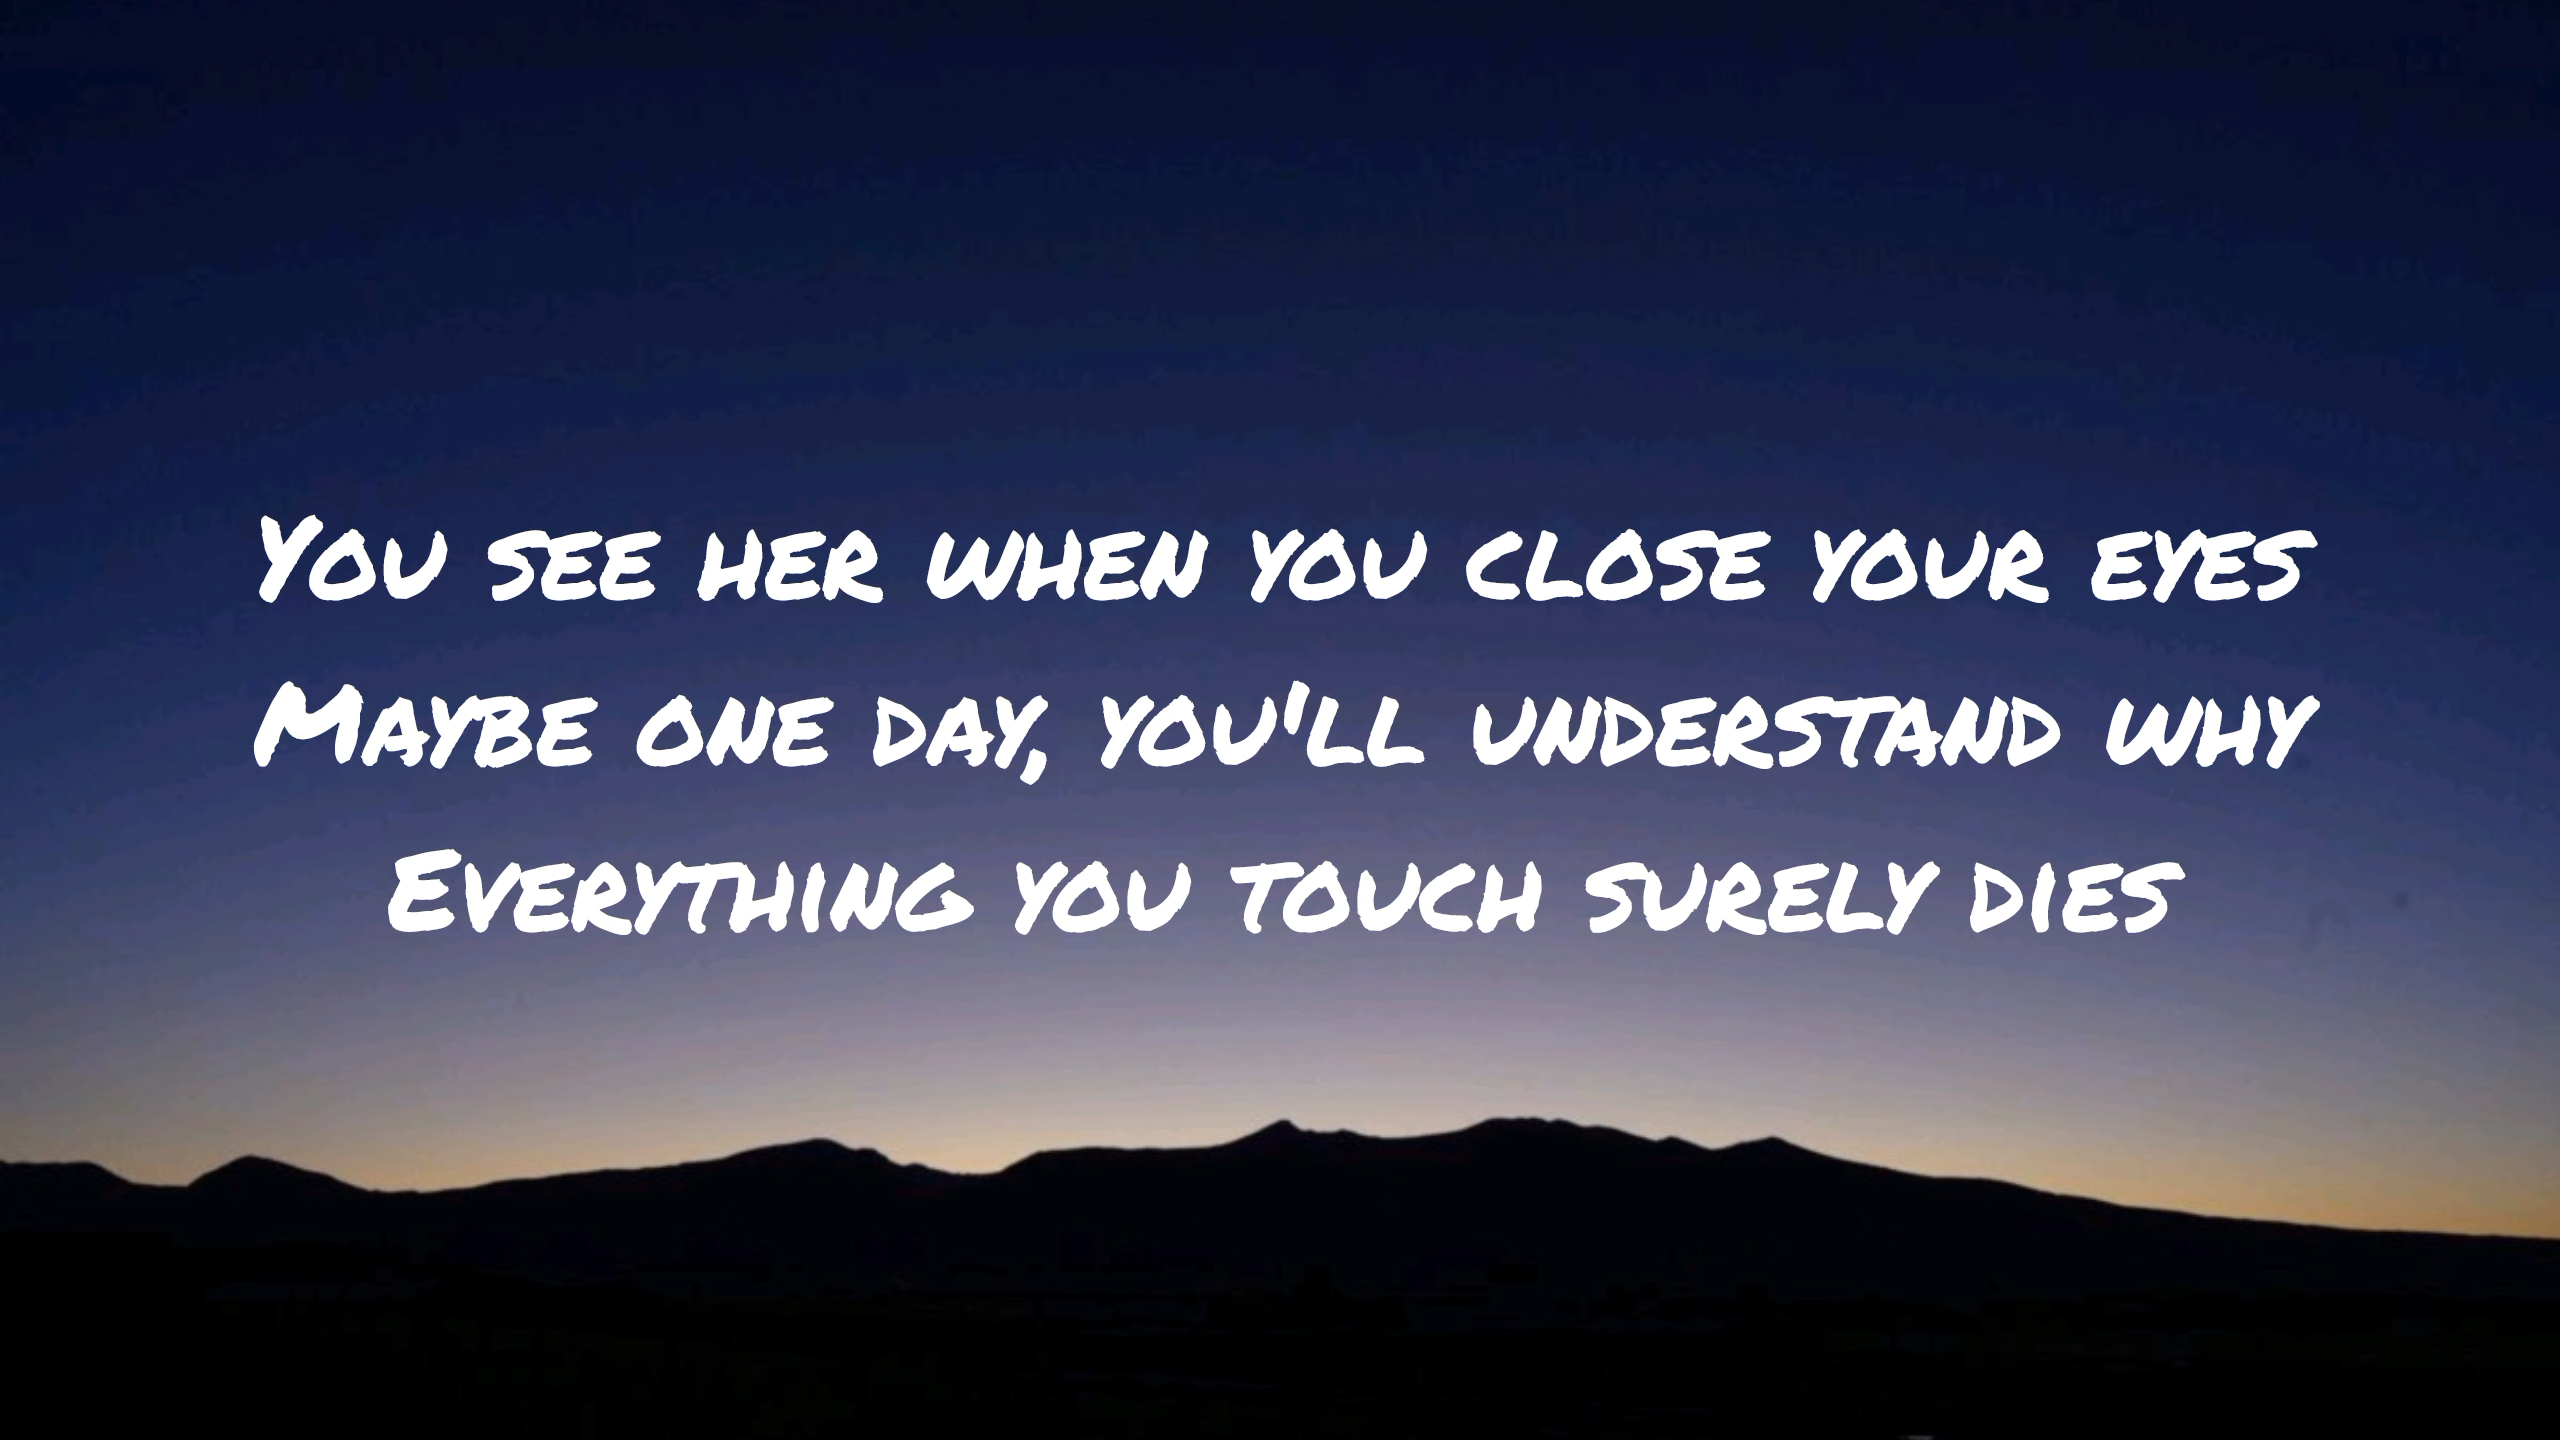 You see her when you close your eyes
Maybe one day, you'll understand why
Everything you touch surely dies